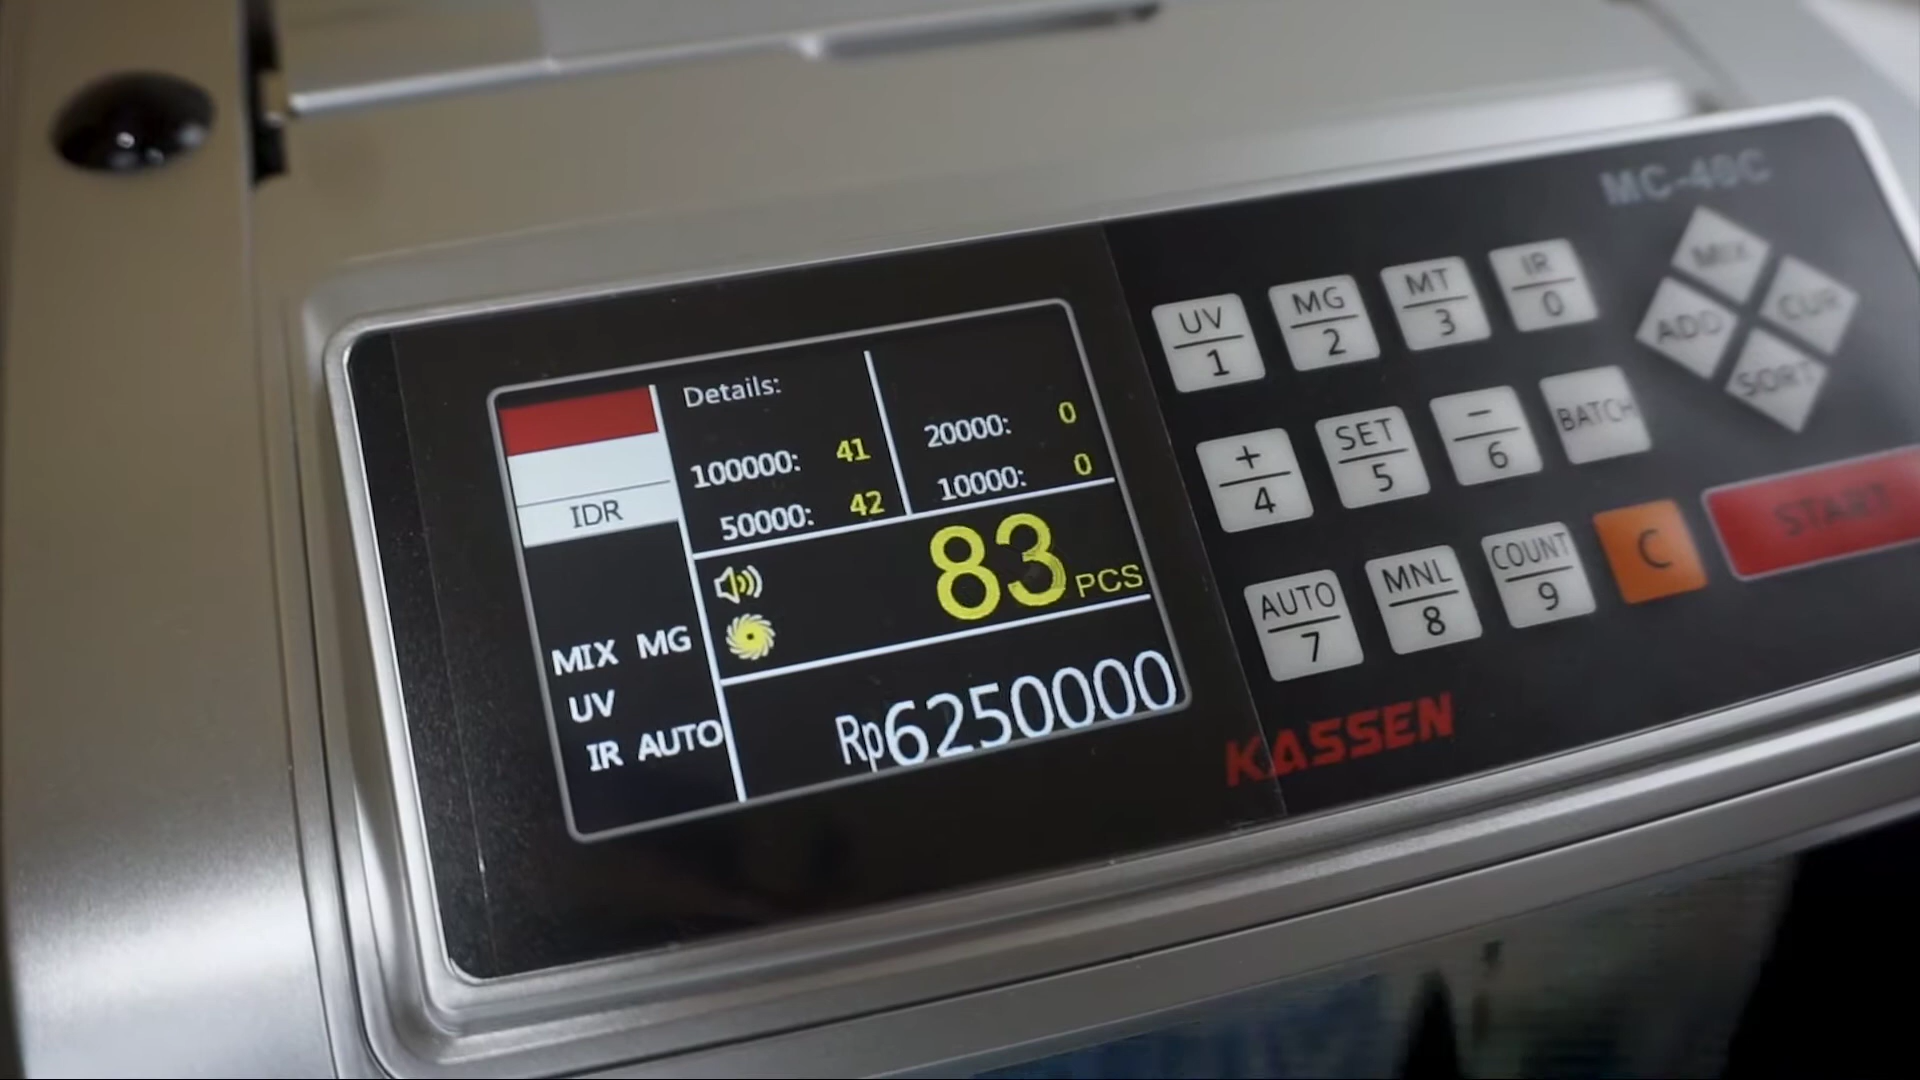 MC-40C
IDR
Details:
100000: 41
50000: 42
20000: 0
10000: 0
83 PCS
MIX MG
UV
IR AUTO
Rp6250000
UV 1
MG 2
MT 3
IR 0
MIX
ADD
CUR
SORT
+ 4
SET 5
- 6
BATCH
AUTO 7
MNL 8
COUNT 9
C
START
KASSEN